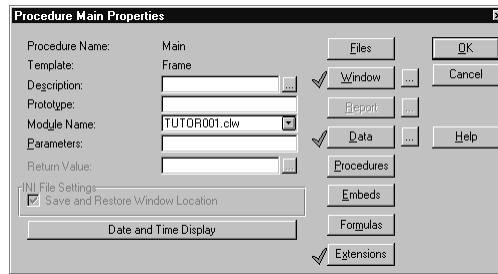 Procedure Main Properties
Procedure Name: Main
Template: Frame
Description: ...
Prototype:
Module Name: TUTOR001.clw
Parameters:
Return Value: ...
INI File Settings
Save and Restore Window Location
Date and Time Display
Files
Window ...
Report ...
Data ...
Procedures
Embeds
Formulas
Extensions
OK
Cancel
Help